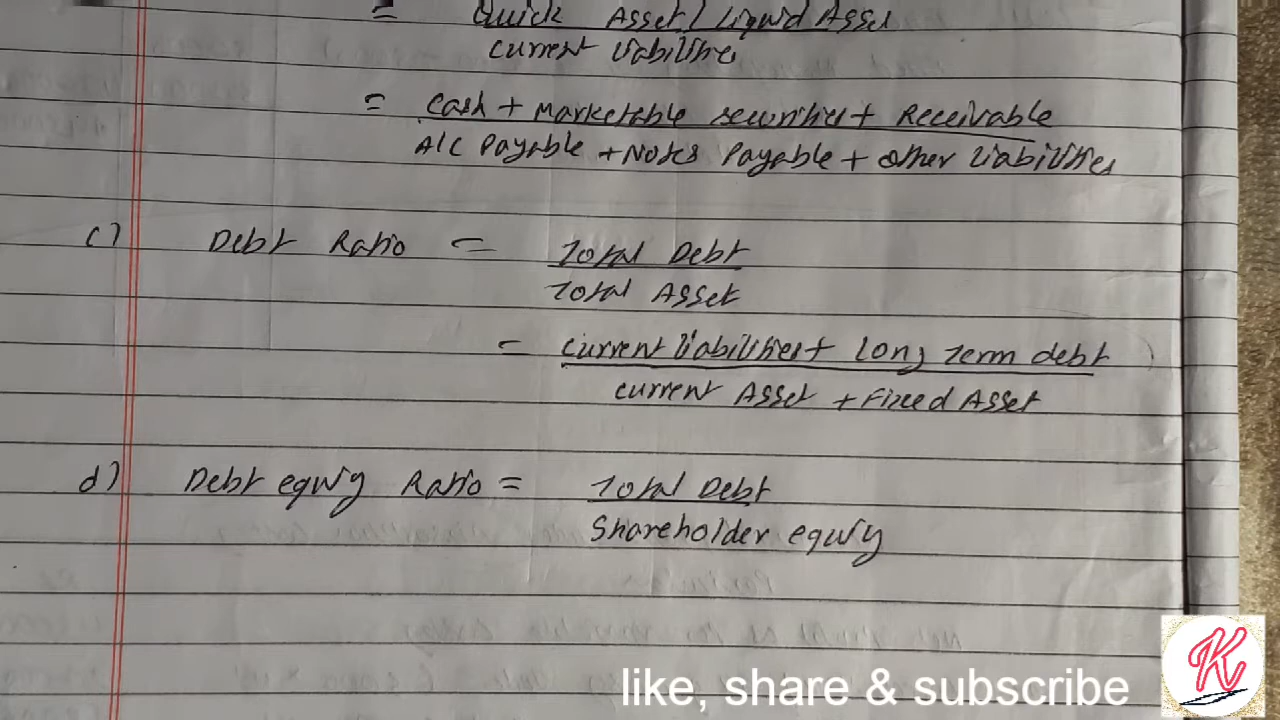 = Quick Asset/Liquid Asset
current liabilities
= cash + Marketable securities + Receivable
A/C Payable + Notes Payable + other liabilities
c) Debt Ratio = Total Debt
Total Asset
= current liabilities + long term debt
current Asset + Fixed Asset
d) Debt equity Ratio = Total Debt
Shareholder equity
like, share & subscribe
K